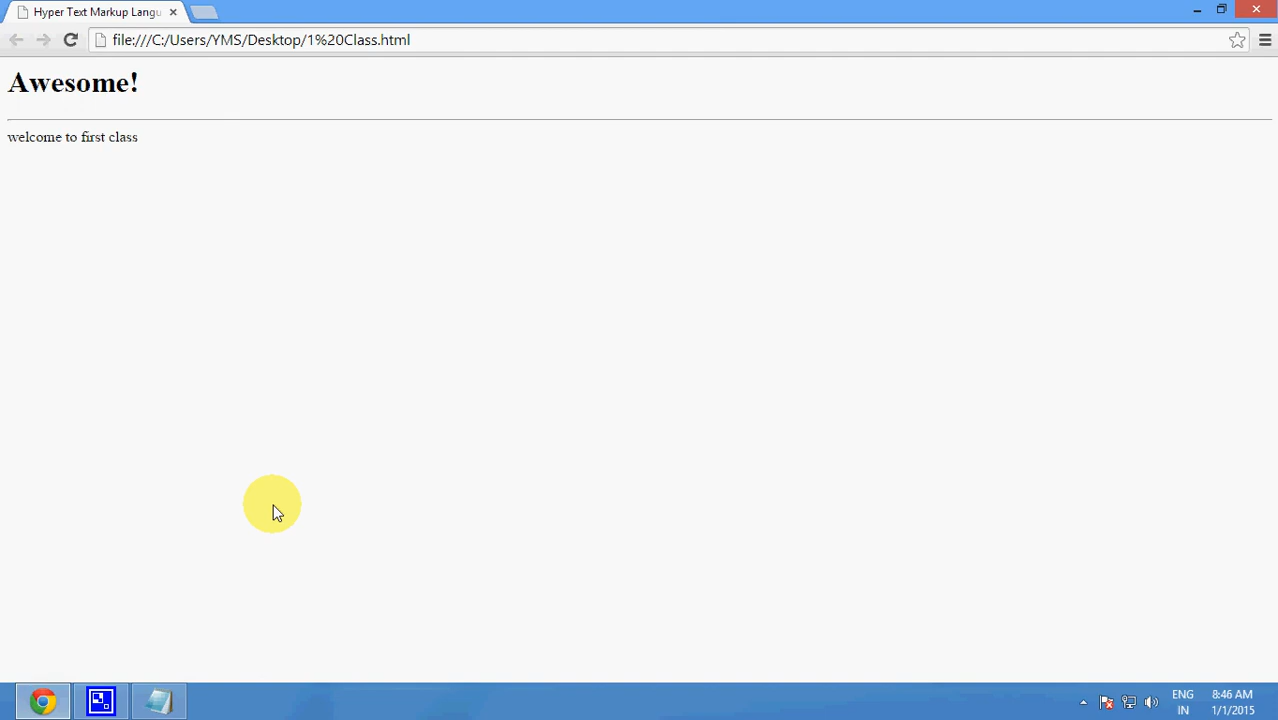 Hyper Text Markup Langu
file:///C:/Users/YMS/Desktop/1%20Class.html
Awesome!
welcome to first class
ENG 8:46 AM
IN 1/1/2015